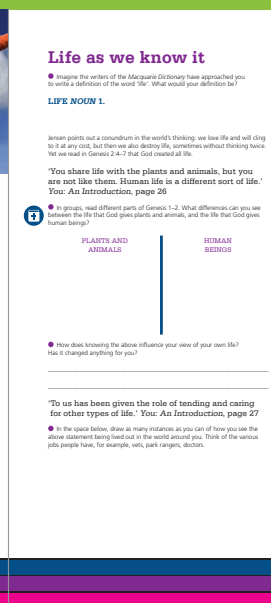 Life as we know it
Imagine the writers of the Macquarie Dictionary have approached you
to write a definition of the word 'life'. What would your definition be?
LIFE NOUN 1.
Jensen points out a conundrum in the world's thinking: we love life and will cling
to it at any cost, but then we also destroy life, sometimes without thinking twice.
Yet we read in Genesis 2:4–7 that God created all life.
'You share life with the plants and animals, but you
are not like them. Human life is a different sort of life.'
You: An Introduction, page 26
In groups, read different parts of Genesis 1–2. What differences can you see
between the life that God gives plants and animals, and the life that God gives
human beings?
PLANTS AND
ANIMALS
HUMAN
BEINGS
How does knowing the above influence your view of your own life?
Has it changed anything for you?
'To us has been given the role of tending and caring
for other types of life.' You: An Introduction, page 27
In the space below, draw as many instances as you can of how you see the
above statement being lived out in the world around you. Think of the various
jobs people have, for example, vets, park rangers, doctors.